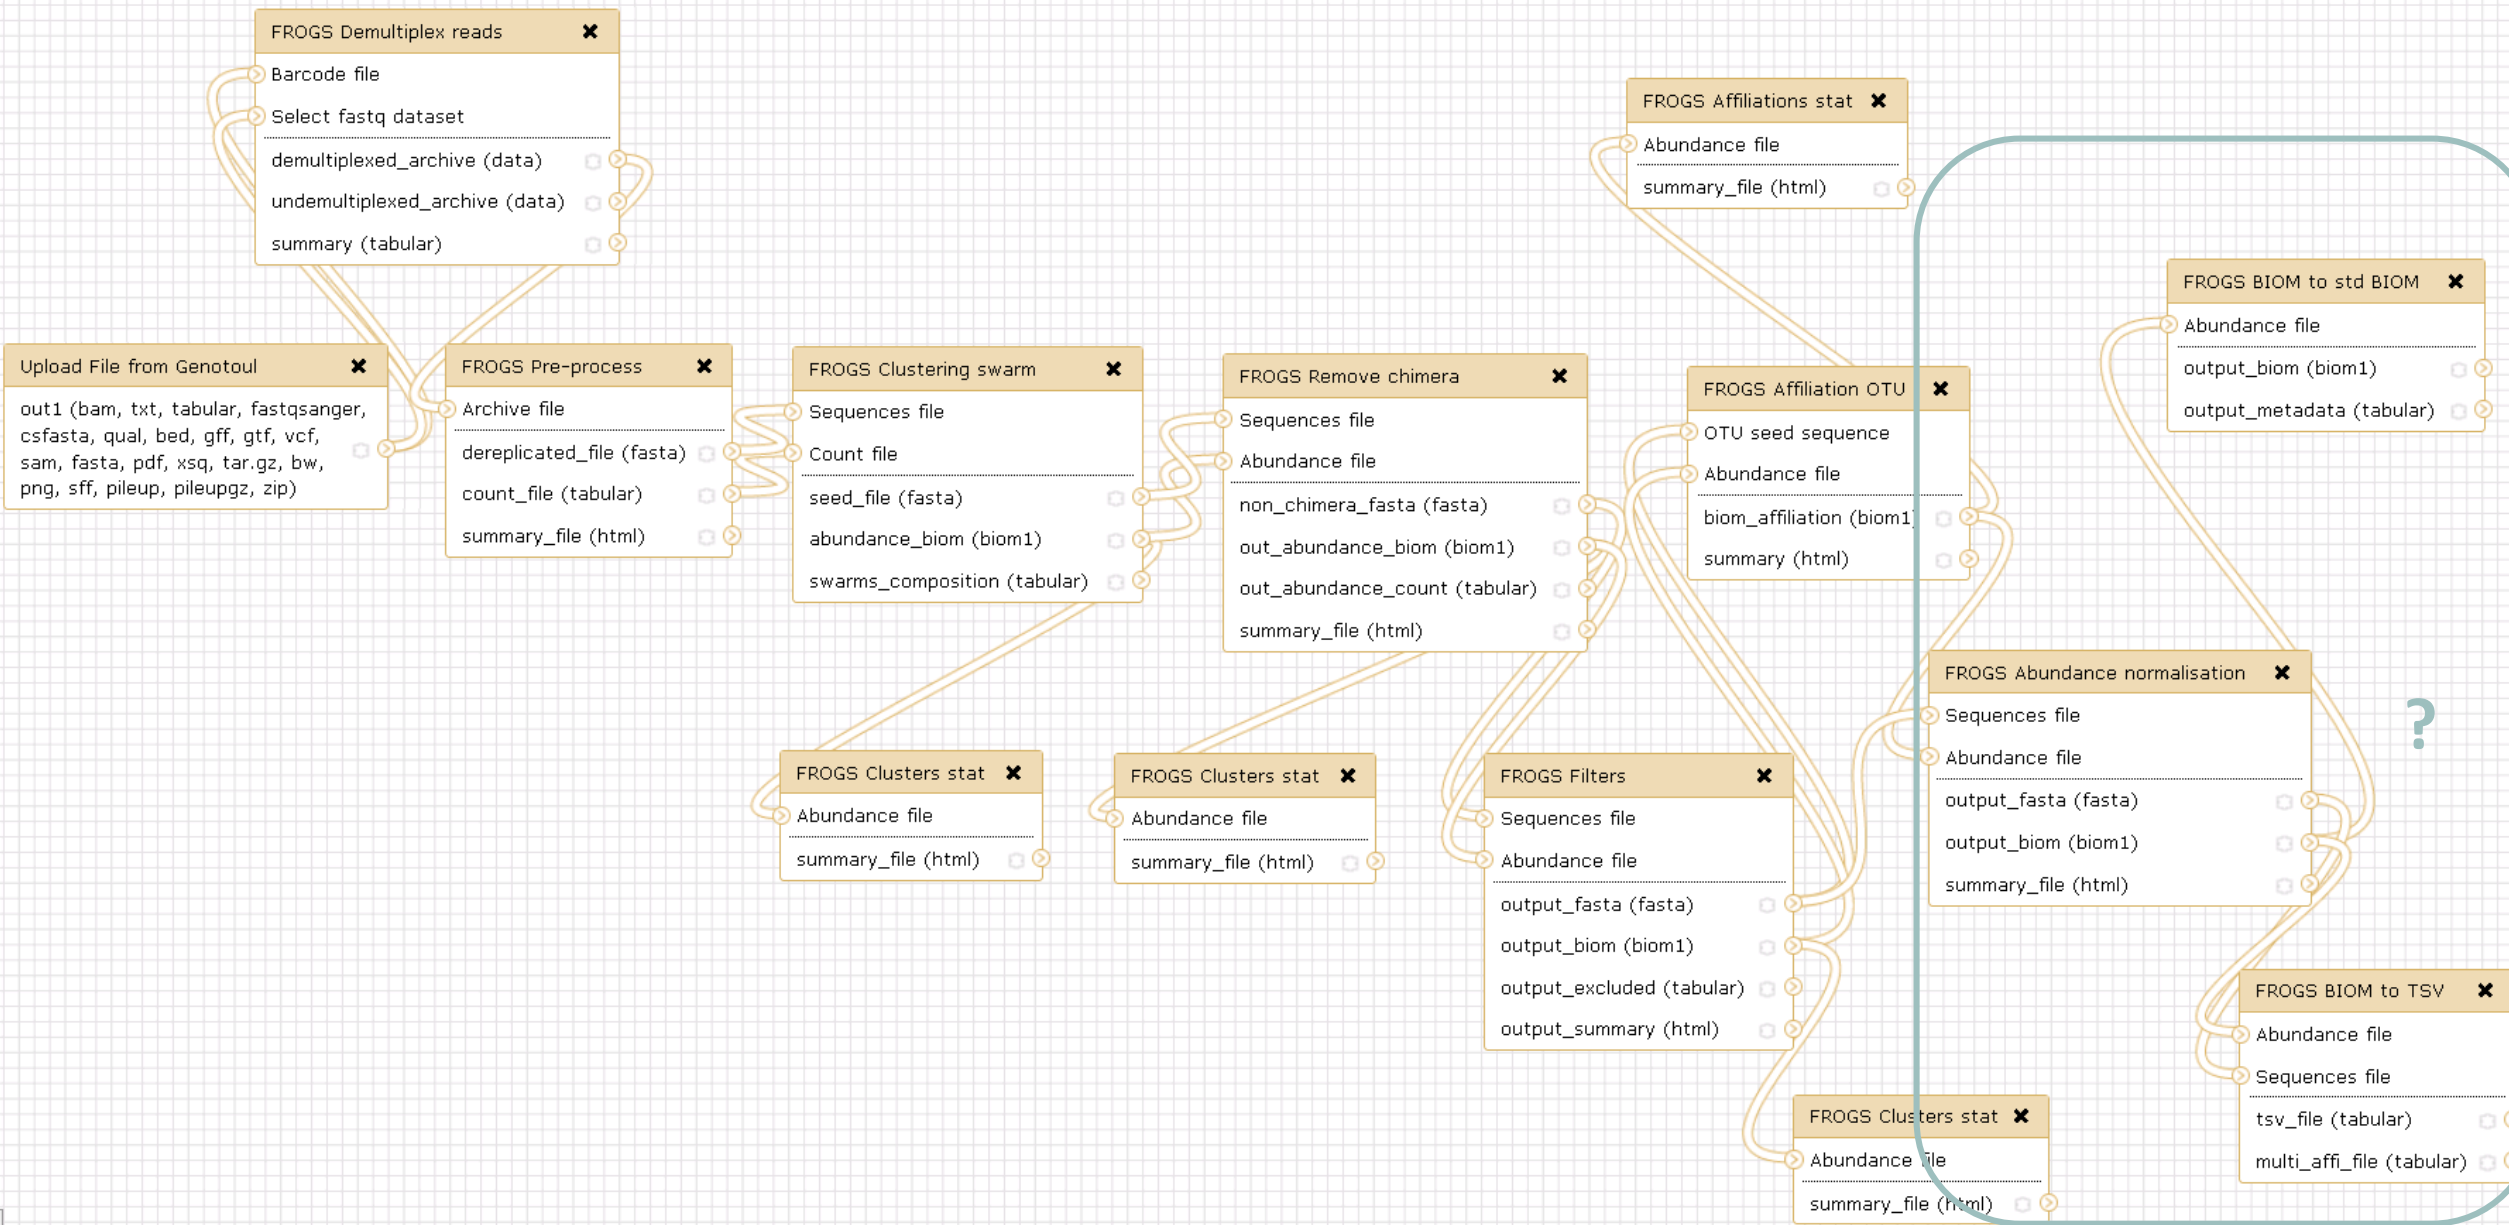 FROGS Demultiplex reads
Barcode file
Select fastq dataset
demultiplexed_archive (data)
undemultiplexed_archive (data)
summary (tabular)
Upload File from Genotoul
out1 (bam, txt, tabular, fastqsanger,
csfasta, qual, bed, gff, gtf, vcf,
sam, fasta, pdf, xsq, tar.gz, bw,
png, sff, pileup, pileupgz, zip)
FROGS Pre-process
Archive file
dereplicated_file (fasta)
count_file (tabular)
summary_file (html)
FROGS Clustering swarm
Sequences file
Count file
seed_file (fasta)
abundance_biom (biom1)
swarms_composition (tabular)
FROGS Remove chimera
Sequences file
Abundance file
non_chimera_fasta (fasta)
out_abundance_biom (biom1)
out_abundance_count (tabular)
summary_file (html)
FROGS Clusters stat
Abundance file
summary_file (html)
FROGS Clusters stat
Abundance file
summary_file (html)
FROGS Filters
Sequences file
Abundance file
output_fasta (fasta)
output_biom (biom1)
output_excluded (tabular)
output_summary (html)
FROGS Affiliations stat
Abundance file
summary_file (html)
FROGS Affiliation OTU
OTU seed sequence
Abundance file
biom_affiliation (biom1)
summary (html)
FROGS Clusters stat
Abundance file
summary_file (html)
FROGS BIOM to std BIOM
Abundance file
output_biom (biom1)
output_metadata (tabular)
FROGS Abundance normalisation
Sequences file
Abundance file
output_fasta (fasta)
output_biom (biom1)
summary_file (html)
?
FROGS BIOM to TSV
Abundance file
Sequences file
tsv_file (tabular)
multi_affi_file (tabular)